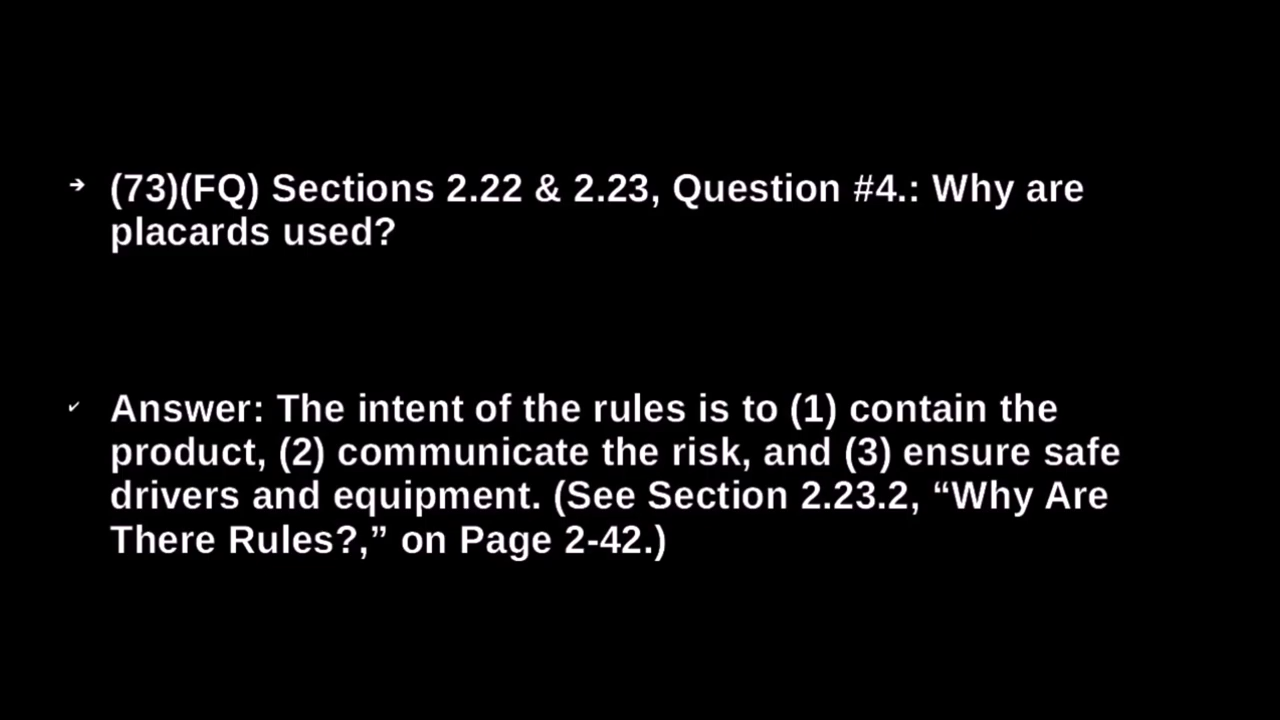 (73)(FQ) Sections 2.22 & 2.23, Question #4.: Why are
placards used?
Answer: The intent of the rules is to (1) contain the
product, (2) communicate the risk, and (3) ensure safe
drivers and equipment. (See Section 2.23.2, “Why Are
There Rules?,” on Page 2-42.)